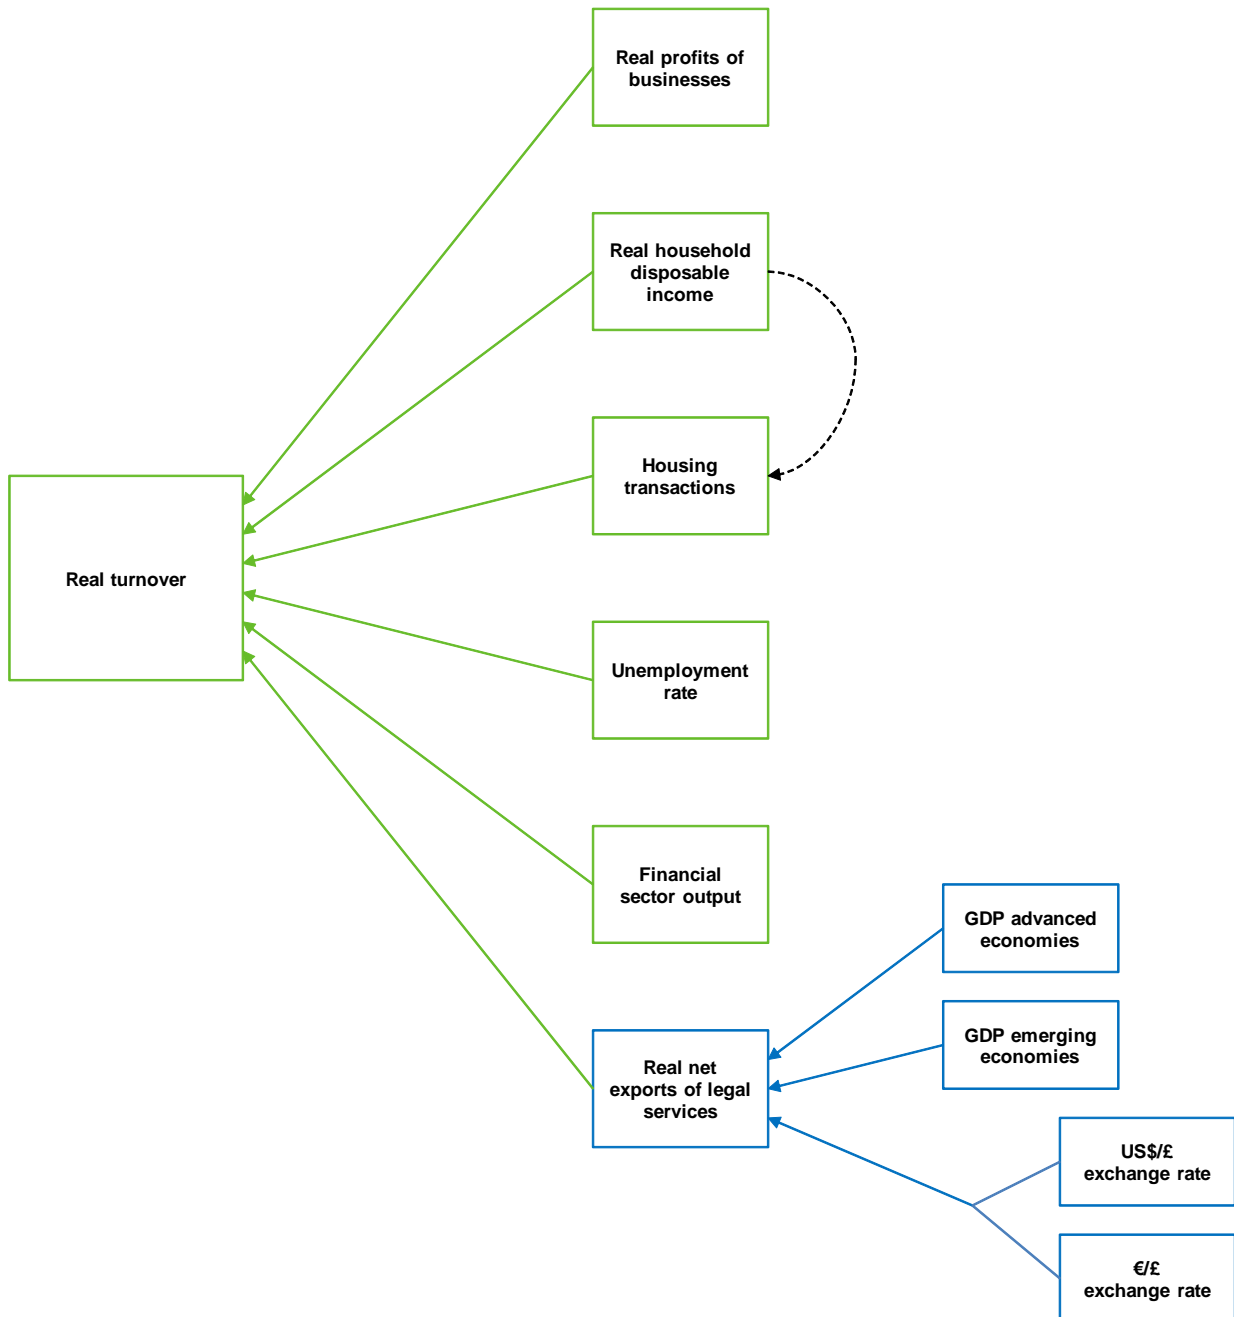 Real profits of
businesses
Real household
disposable
income
Housing
transactions
Real turnover
Unemployment
rate
Financial
sector output
GDP advanced
economies
GDP emerging
economies
Real net
exports of legal
services
US$/£
exchange rate
€/£
exchange rate